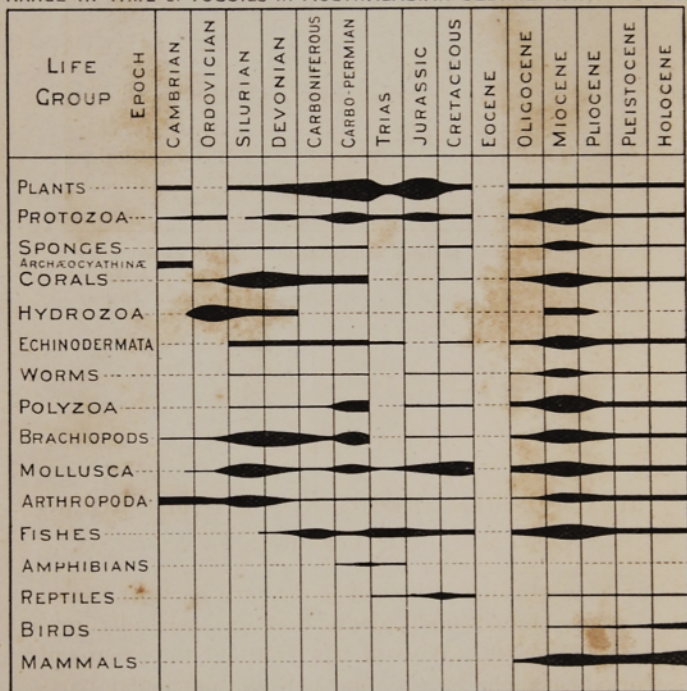 LIFE GROUP
EPOCH
CAMBRIAN
ORDOVICIAN
SILURIAN
DEVONIAN
CARBONIFEROUS
CARBO-PERMIAN
TRIAS
JURASSIC
CRETACEOUS
EOCENE
OLIGOCENE
MIOCENE
PLIOCENE
PLEISTOCENE
HOLOCENE
PLANTS
PROTOZOA
SPONGES
ARCHÆOCYATHINÆ
CORALS
HYDROZOA
ECHINODERMATA
WORMS
POLYZOA
BRACHIOPODS
MOLLUSCA
ARTHROPODA
FISHES
AMPHIBIANS
REPTILES
BIRDS
MAMMALS